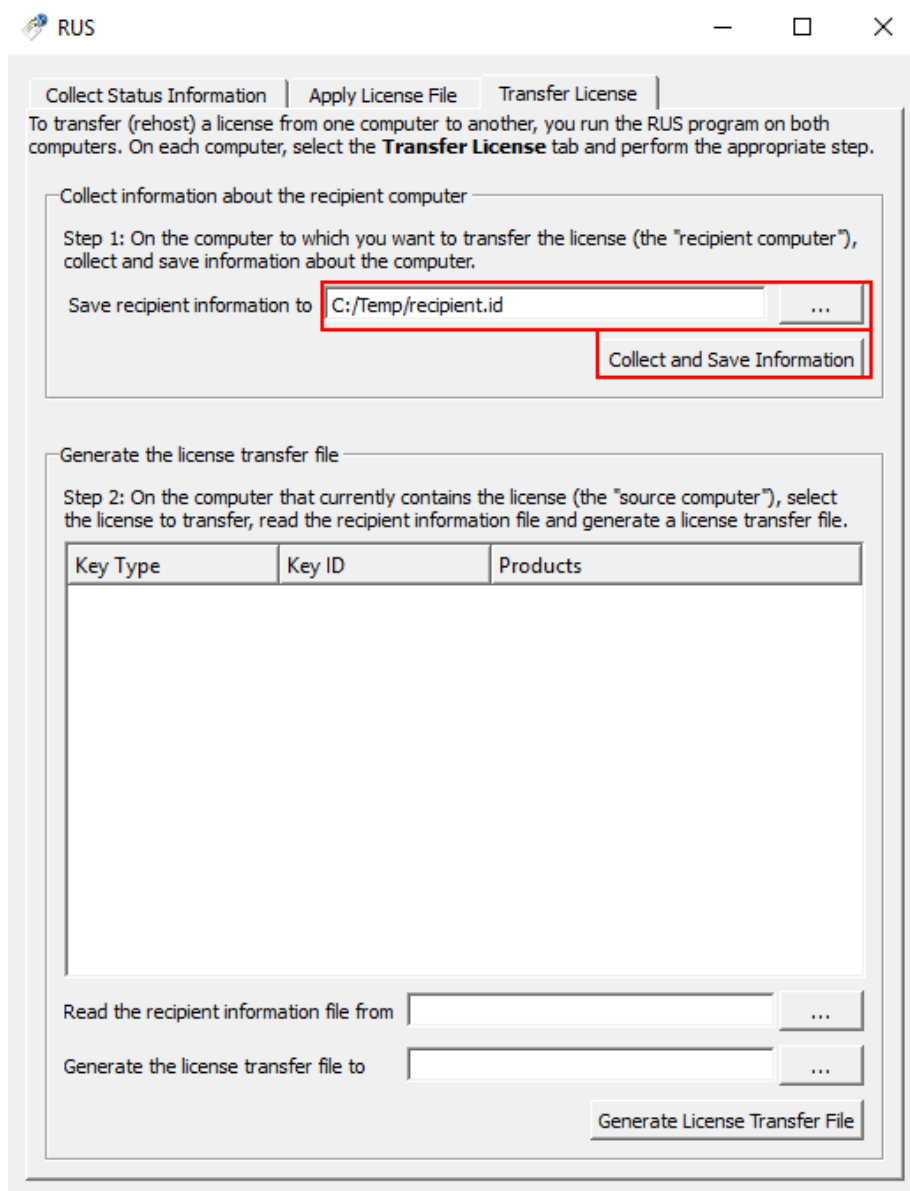 RUS
Collect Status Information
Apply License File
Transfer License
To transfer (rehost) a license from one computer to another, you run the RUS program on both
computers. On each computer, select the Transfer License tab and perform the appropriate step.
Collect information about the recipient computer
Step 1: On the computer to which you want to transfer the license (the "recipient computer"),
collect and save information about the computer.
Save recipient information to C:/Temp/recipient.id ...
Collect and Save Information
Generate the license transfer file
Step 2: On the computer that currently contains the license (the "source computer"), select
the license to transfer, read the recipient information file and generate a license transfer file.
Key Type Key ID Products
Read the recipient information file from ...
Generate the license transfer file to ...
Generate License Transfer File